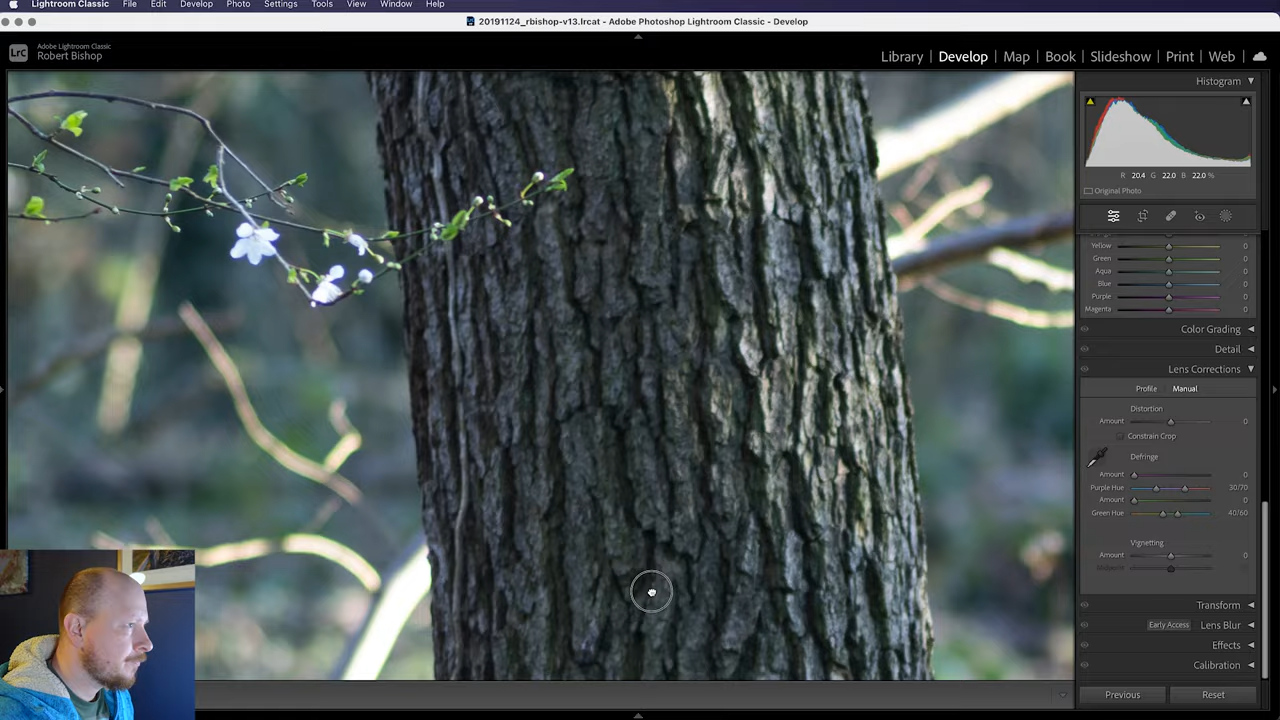 Lightroom Classic File Edit Develop Photo Settings Tools View Window Help
20191124_rbishop-v13.lrcat - Adobe Photoshop Lightroom Classic - Develop
LrC
Adobe Lightroom Classic
Robert Bishop
Library | Develop | Map | Book | Slideshow | Print | Web
Histogram
R 20.4 G 22.0 B 22.0 %
Original Photo
Yellow 0
Green 0
Aqua 0
Blue 0
Purple 0
Magenta 0
Color Grading
Detail
Lens Corrections
Profile Manual
Distortion
Amount 0
Constrain Crop
Defringe
Amount 0
Purple Hue 30/70
Amount 0
Green Hue 40/60
Vignetting
Amount 0
Transform
Early Access Lens Blur
Effects
Calibration
Previous Reset